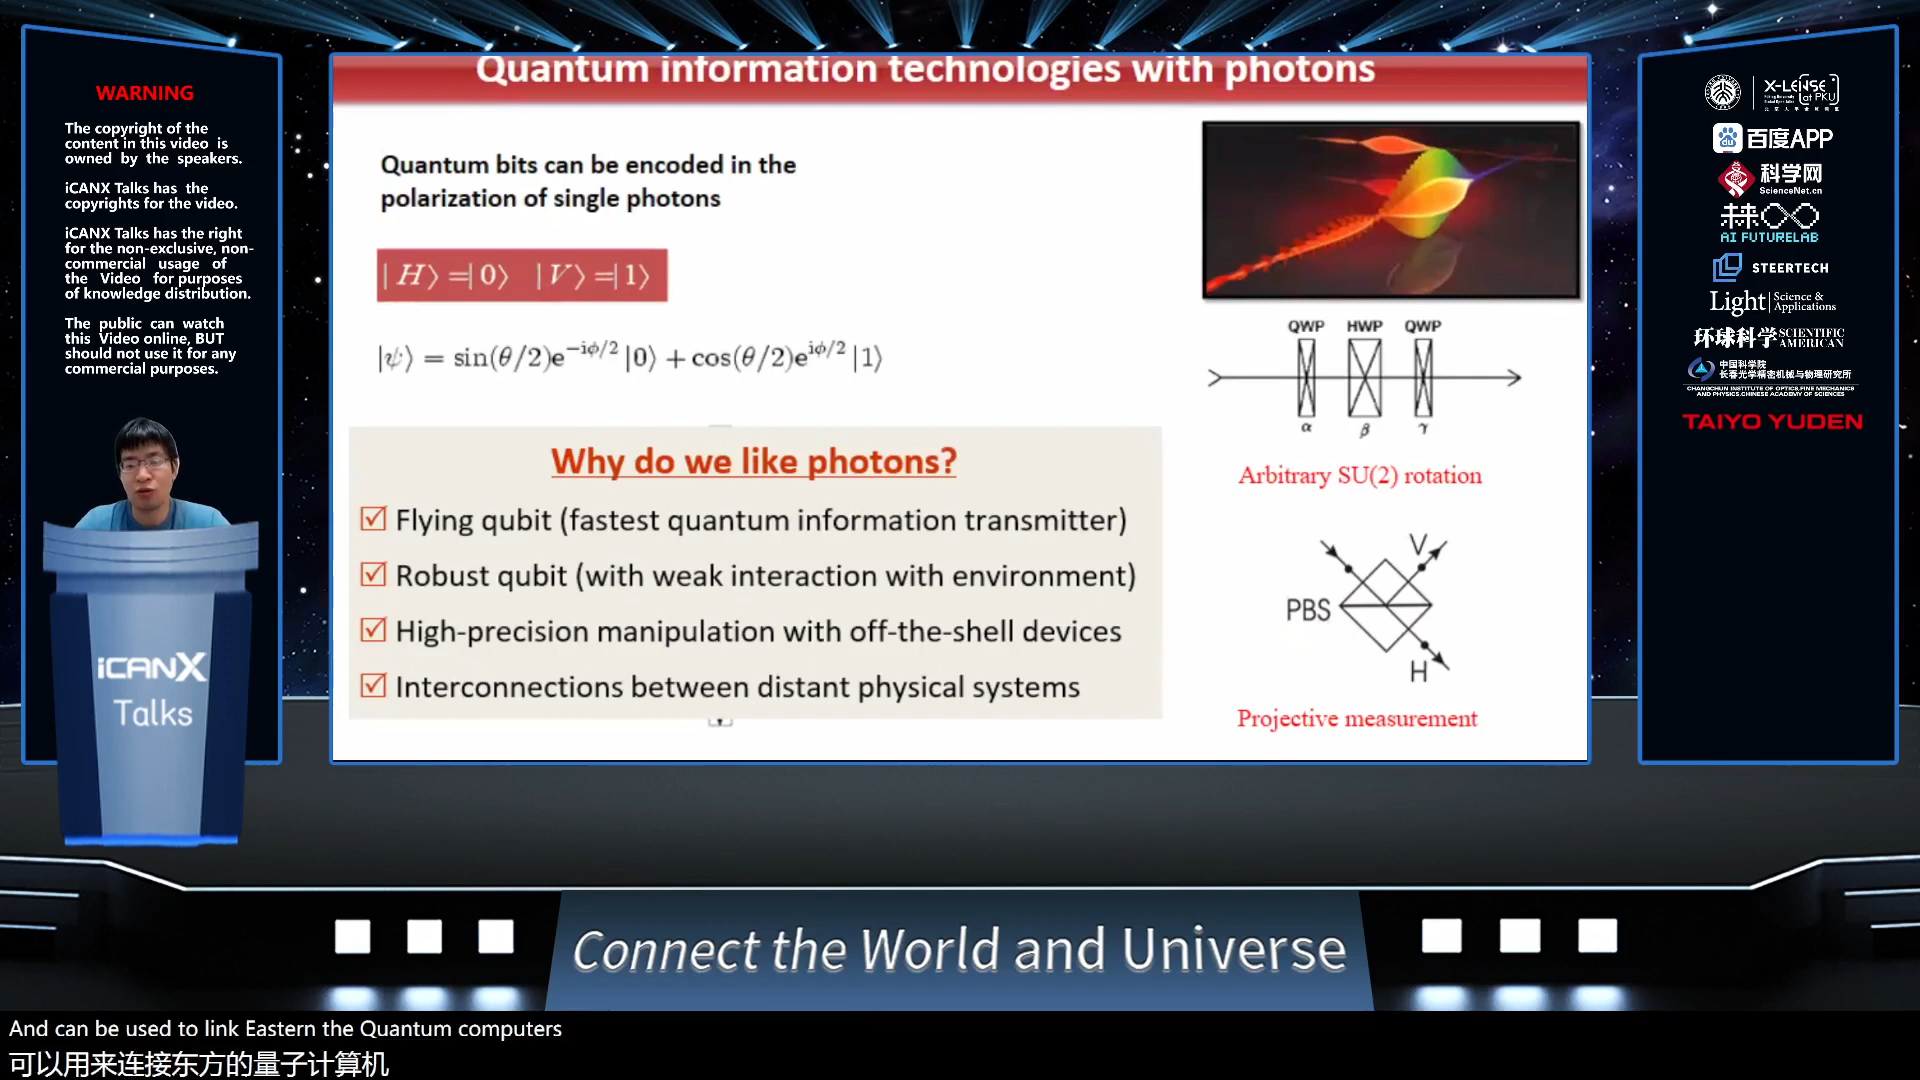 WARNING
The copyright of the
content in this video is
owned by the speakers.
iCANX Talks has the
copyrights for the video.
iCANX Talks has the right
for the non-exclusive, non-
commercial usage of
the Video for purposes
of knowledge distribution.
The public can watch
this Video online, BUT
should not use it for any
commercial purposes.
iCANX
Talks
Quantum information technologies with photons
Quantum bits can be encoded in the
polarization of single photons
|H⟩=|0⟩ |V⟩=|1⟩
|ψ⟩ = sin(θ/2)e^{−iϕ/2}|0⟩ + cos(θ/2)e^{iϕ/2}|1⟩
Why do we like photons?
☑ Flying qubit (fastest quantum information transmitter)
☑ Robust qubit (with weak interaction with environment)
☑ High-precision manipulation with off-the-shell devices
☑ Interconnections between distant physical systems
QWP HWP QWP
α β γ
Arbitrary SU(2) rotation
V
PBS
H
Projective measurement
X-LENSE
[at PKU]
du 百度APP
科学网
ScienceNet.cn
AI FUTURELAB
STEERTECH
Light Science &
Applications
环球科学 SCIENTIFIC
AMERICAN
中国科学院
长春光学精密机械与物理研究所
CHANGCHUN INSTITUTE OF OPTICS,FINE MECHANICS
AND PHYSICS,CHINESE ACADEMY OF SCIENCES
TAIYO YUDEN
Connect the World and Universe
And can be used to link Eastern the Quantum computers
可以用来连接东方的量子计算机